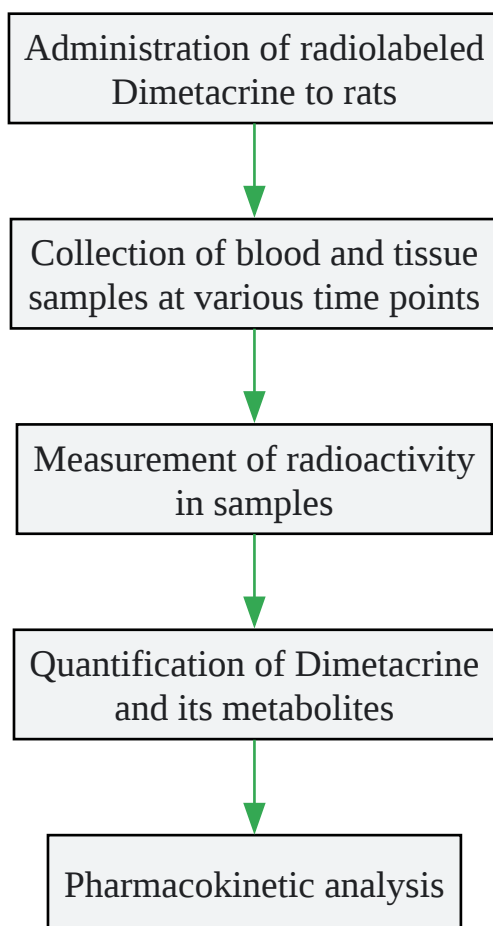 Administration of radiolabeled
Dimetacrine to rats
Collection of blood and tissue
samples at various time points
Measurement of radioactivity
in samples
Quantification of Dimetacrine
and its metabolites
Pharmacokinetic analysis